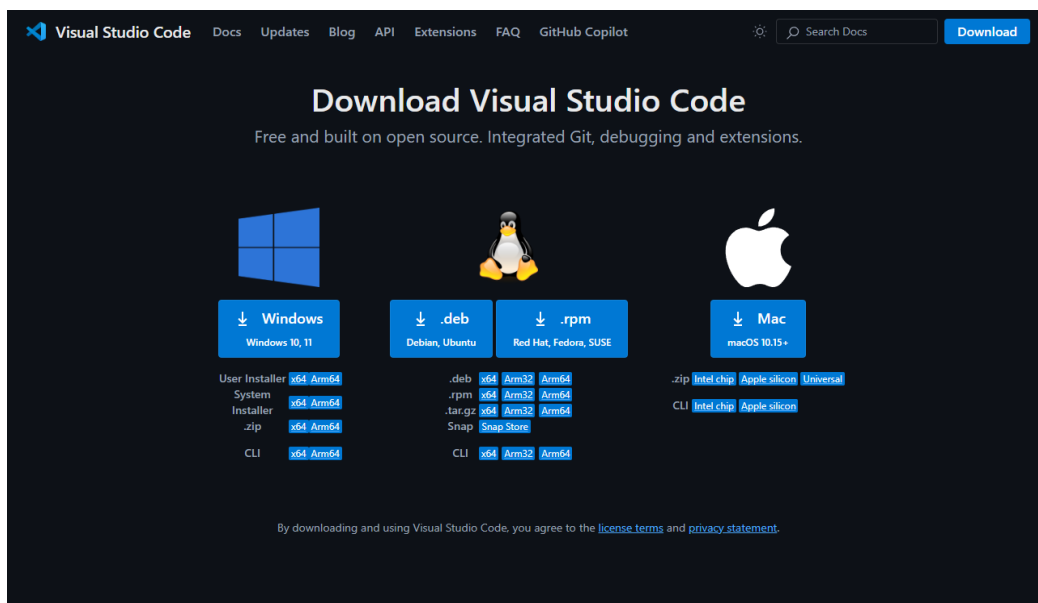 Visual Studio Code Docs Updates Blog API Extensions FAQ GitHub Copilot Search Docs Download
Download Visual Studio Code
Free and built on open source. Integrated Git, debugging and extensions.
Windows
Windows 10, 11
User Installer x64 Arm64
System
Installer x64 Arm64
.zip x64 Arm64
CLI x64 Arm64
.deb
Debian, Ubuntu
.rpm
Red Hat, Fedora, SUSE
.deb x64 Arm32 Arm64
.rpm x64 Arm32 Arm64
.tar.gz x64 Arm32 Arm64
Snap Snap Store
CLI x64 Arm32 Arm64
Mac
macOS 10.15+
.zip Intel chip Apple silicon Universal
CLI Intel chip Apple silicon
By downloading and using Visual Studio Code, you agree to the license terms and privacy statement.